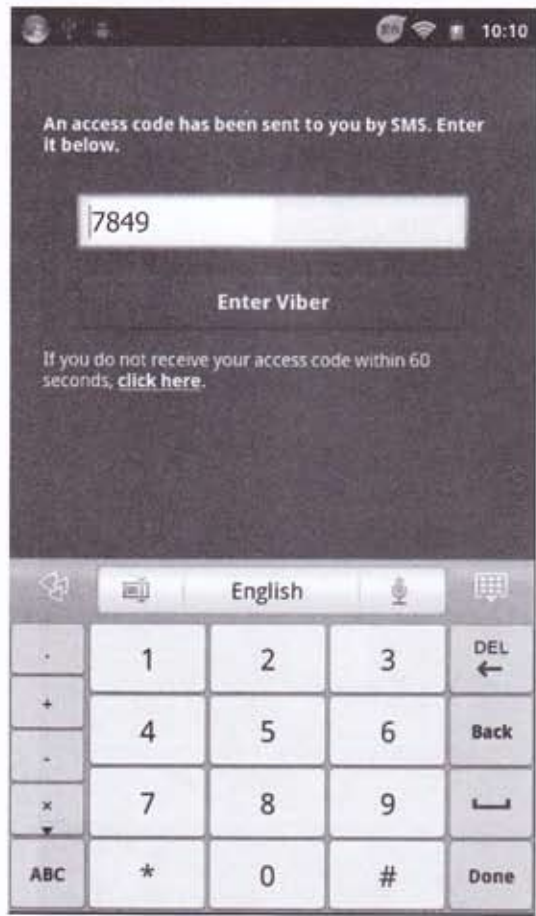 10:10
An access code has been sent to you by SMS. Enter
it below.
7849
Enter Viber
If you do not receive your access code within 60
seconds, click here.
English
. 1 2 3 DEL
+ 4 5 6 Back
-
× 7 8 9
ABC * 0 # Done